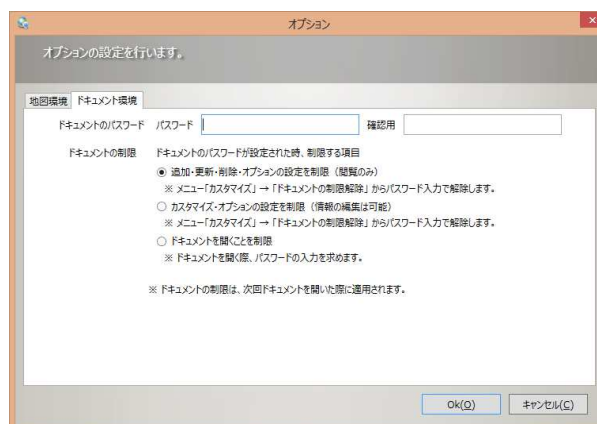 オプション
オプションの設定を行います。
地図環境 ドキュメント環境
ドキュメントのパスワード パスワード 確認用
ドキュメントの制限 ドキュメントのパスワードが設定された時、制限する項目
追加・更新・削除・オプションの設定を制限（閲覧のみ）
※ メニュー「カスタマイズ」→「ドキュメントの制限解除」からパスワード入力で解除します。
カスタマイズ・オプションの設定を制限（情報の編集は可能）
※ メニュー「カスタマイズ」→「ドキュメントの制限解除」からパスワード入力で解除します。
ドキュメントを開くことを制限
※ ドキュメントを開く際、パスワードの入力を求めます。
※ ドキュメントの制限は、次回ドキュメントを開いた際に適用されます。
Ok(O) キャンセル(C)